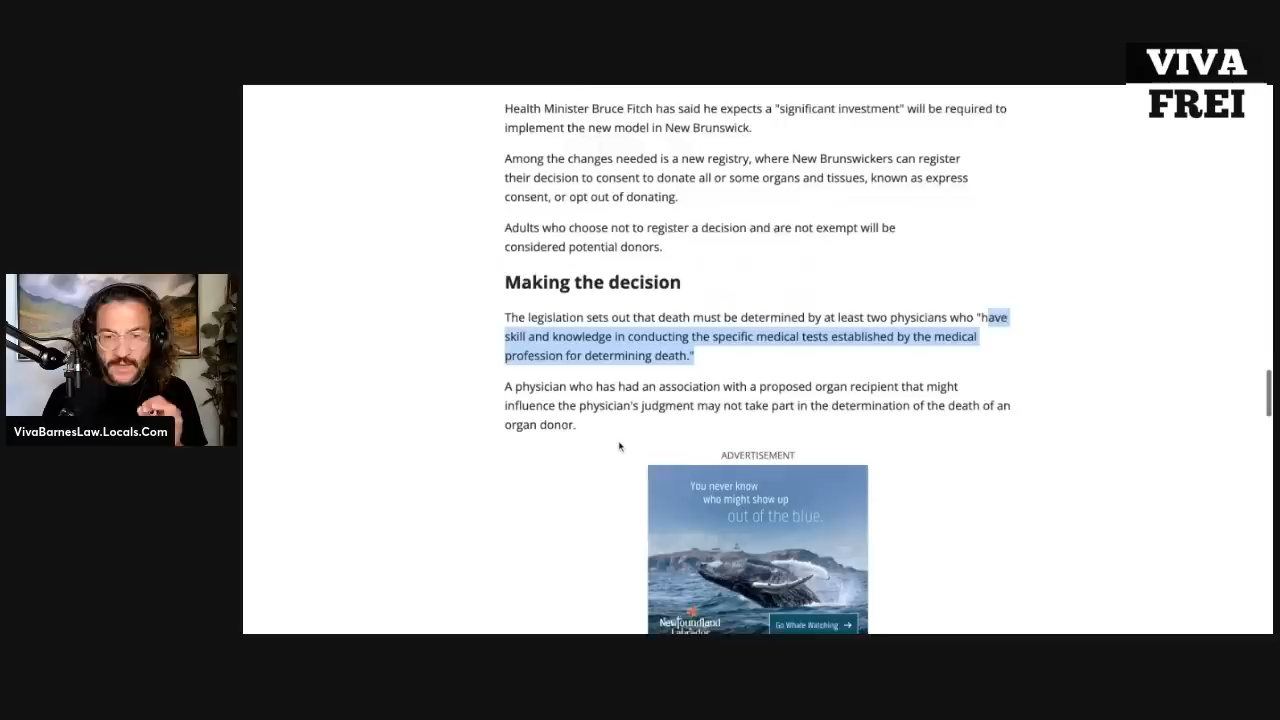 VIVA
FREI
Health Minister Bruce Fitch has said he expects a "significant investment" will be required to
implement the new model in New Brunswick.
Among the changes needed is a new registry, where New Brunswickers can register
their decision to consent to donate all or some organs and tissues, known as express
consent, or opt out of donating.
Adults who choose not to register a decision and are not exempt will be
considered potential donors.
Making the decision
The legislation sets out that death must be determined by at least two physicians who "have
skill and knowledge in conducting the specific medical tests established by the medical
profession for determining death."
A physician who has had an association with a proposed organ recipient that might
influence the physician's judgment may not take part in the determination of the death of an
organ donor.
VivaBarnesLaw.Locals.Com
ADVERTISEMENT
You never know
who might show up
out of the blue.
Newfoundland
Labrador
Go Whale Watching →